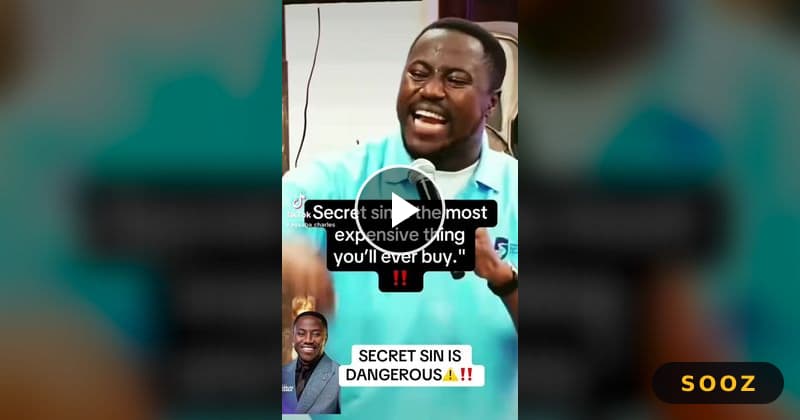 Secret sin the most
expensive thing
you'll ever buy."
‼️
SECRET SIN IS
DANGEROUS⚠️‼️
SOOZ